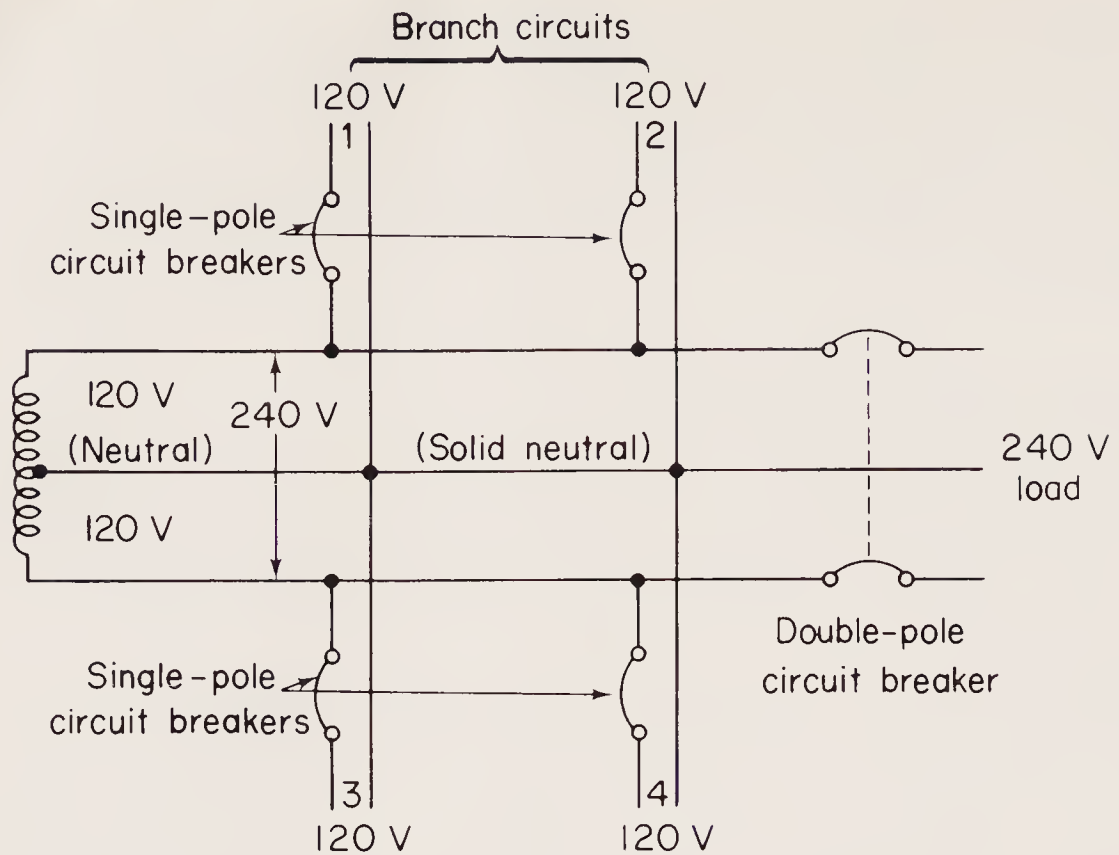 Branch circuits
120 V
120 V
1
2
Single-pole
circuit breakers
120 V
240 V
(Neutral)
(Solid neutral)
240 V
load
120 V
Double-pole
circuit breaker
Single-pole
circuit breakers
3
4
120 V
120 V